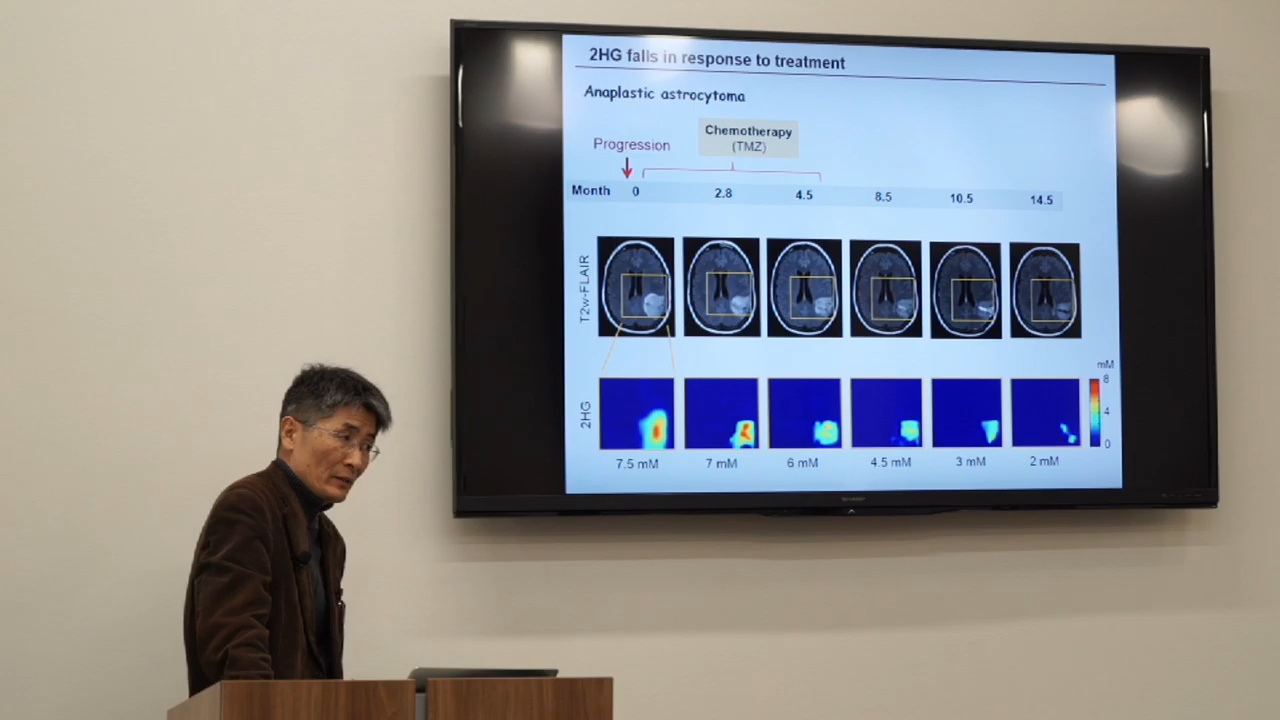 2HG falls in response to treatment
Anaplastic astrocytoma
Progression
Chemotherapy
(TMZ)
Month 0 2.8 4.5 8.5 10.5 14.5
T2w-FLAIR
mM
8
4
0
2HG
7.5 mM 7 mM 6 mM 4.5 mM 3 mM 2 mM
SHARP